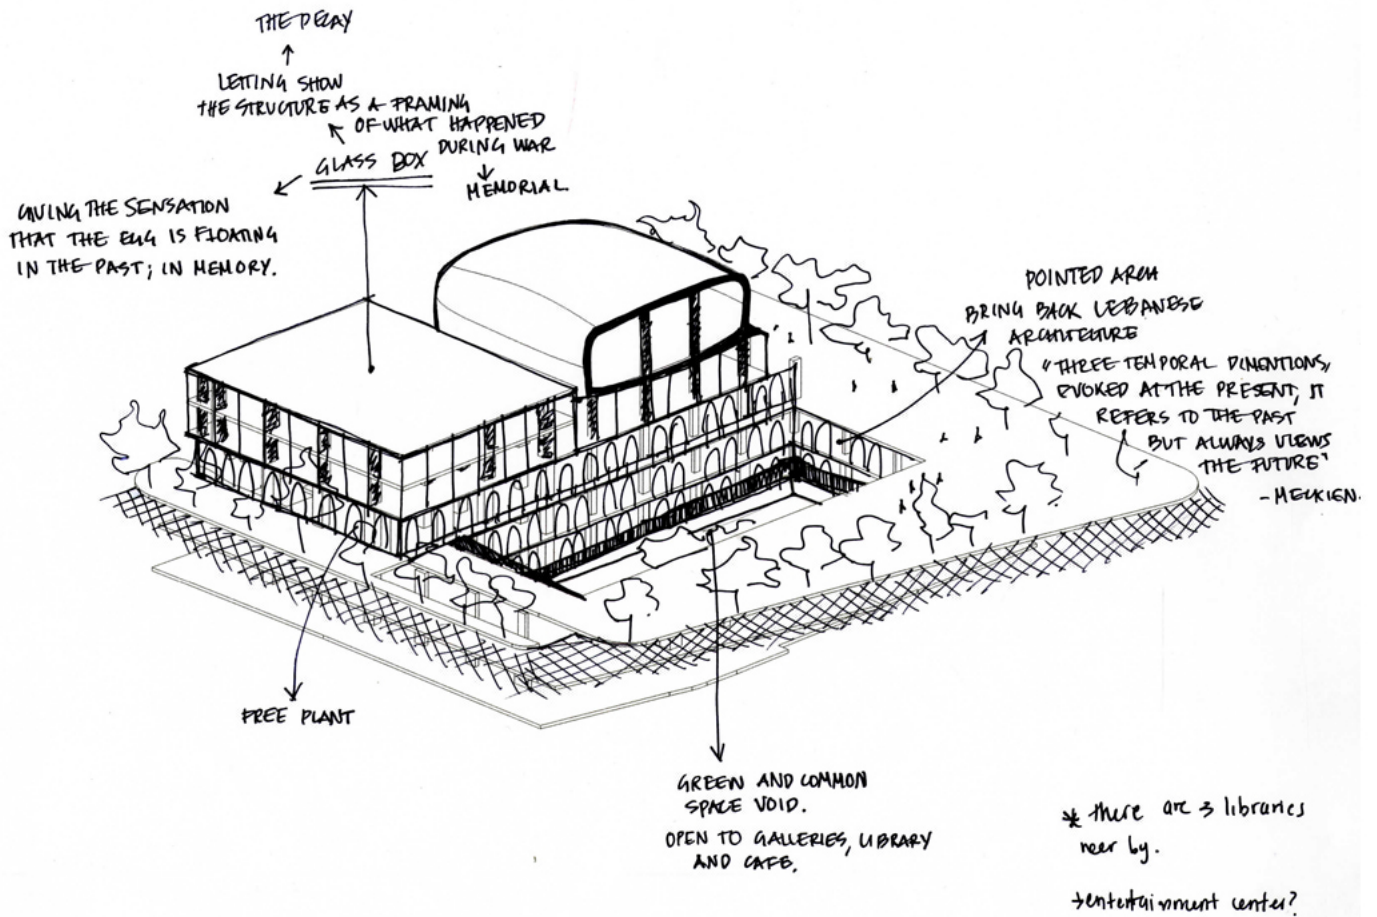 THE DECAY
LETTING SHOW
THE STRUCTURE AS A FRAMING
OF WHAT HAPPENED
DURING WAR
MEMORIAL.
GLASS BOX
GIVING THE SENSATION
THAT THE EGG IS FLOATING
IN THE PAST; IN MEMORY.
POINTED ARCH
BRING BACK LEBANESE
ARCHITECTURE
"THREE TEMPORAL DIMENTIONS,
EVOKED AT THE PRESENT, IT
REFERS TO THE PAST
BUT ALWAYS VIEWS
THE FUTURE"
- MELKIEN.
FREE PLANT
GREEN AND COMMON
SPACE VOID.
OPEN TO GALLERIES, LIBRARY
AND CAFE.
* there are 3 libraries
neer by.
→entertainment center?